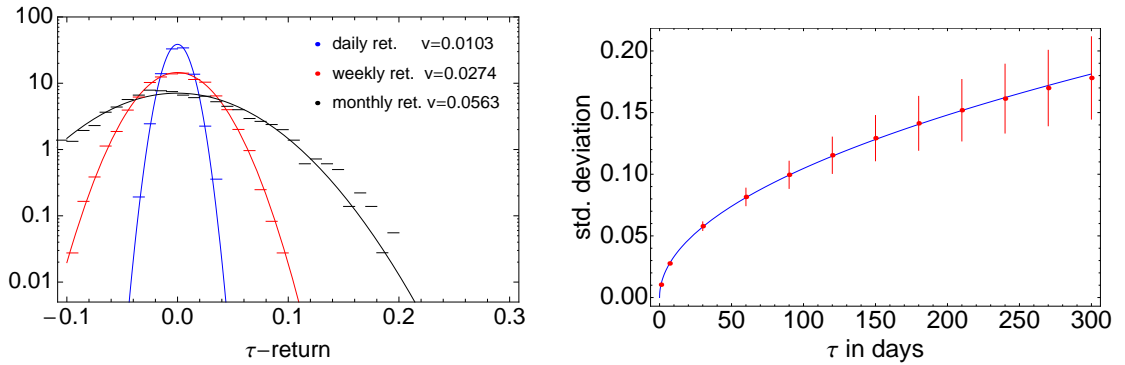 100
10
1
0.1
0.01
−0.1 0.0 0.1 0.2 0.3
τ−return
daily ret. v=0.0103
weekly ret. v=0.0274
monthly ret. v=0.0563
std. deviation
0.20
0.15
0.10
0.05
0.00
0 50 100 150 200 250 300
τ in days